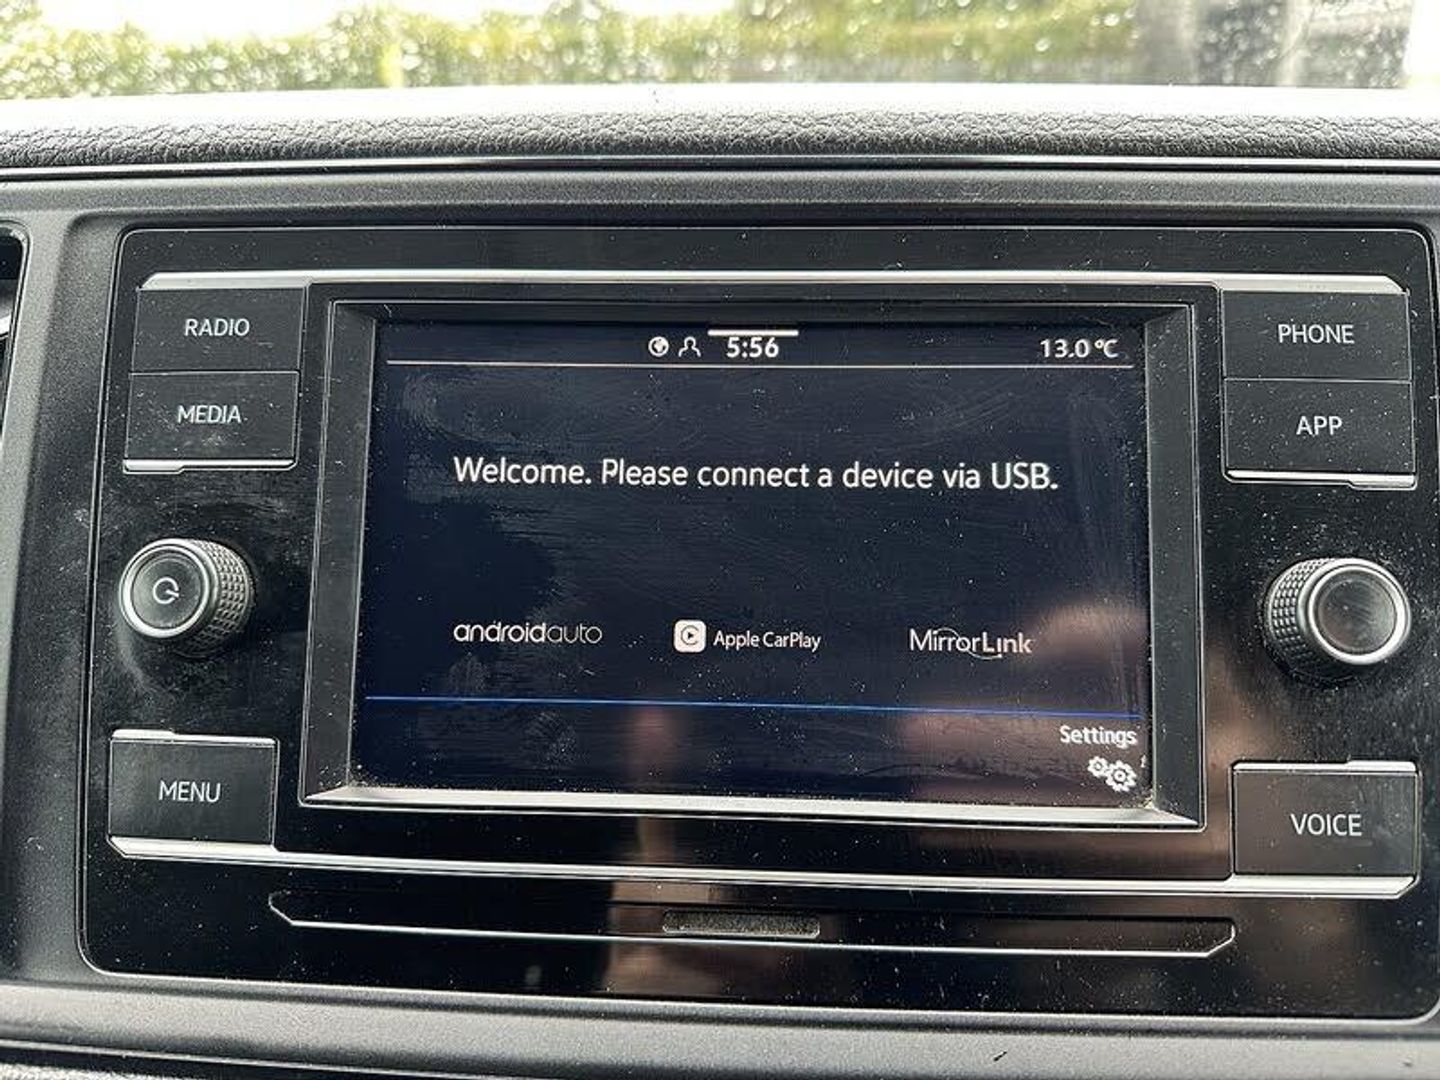 RADIO
MEDIA
5:56
13.0°C
PHONE
APP
Welcome. Please connect a device via USB.
androidauto
Apple CarPlay
MirrorLink
Settings
MENU
VOICE